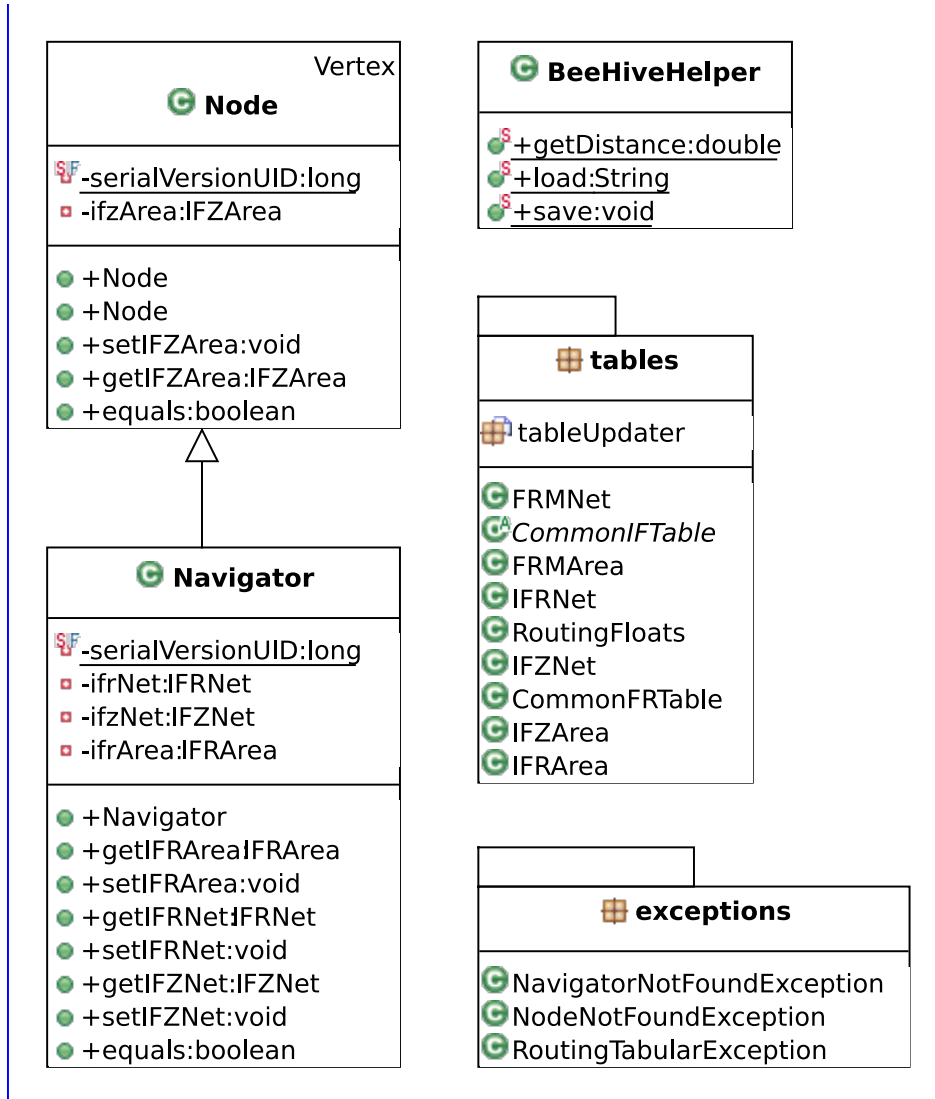 Vertex
Node
-serialVersionUID:long
-ifzArea:IFZArea
+Node
+Node
+setIFZArea:void
+getIFZArea:IFZArea
+equals:boolean
Navigator
-serialVersionUID:long
-ifrNet:IFRNet
-ifzNet:IFZNet
-ifrArea:IFRArea
+Navigator
+getIFRArea:IFRArea
+setIFRArea:void
+getIFRNet:IFRNet
+setIFRNet:void
+getIFZNet:IFZNet
+setIFZNet:void
+equals:boolean
BeeHiveHelper
+getDistance:double
+load:String
+save:void
tables
tableUpdater
FRMNet
CommonIFTable
FRMArea
IFRNet
RoutingFloats
IFZNet
CommonFRTable
IFZArea
IFRArea
exceptions
NavigatorNotFoundException
NodeNotFoundException
RoutingTabularException